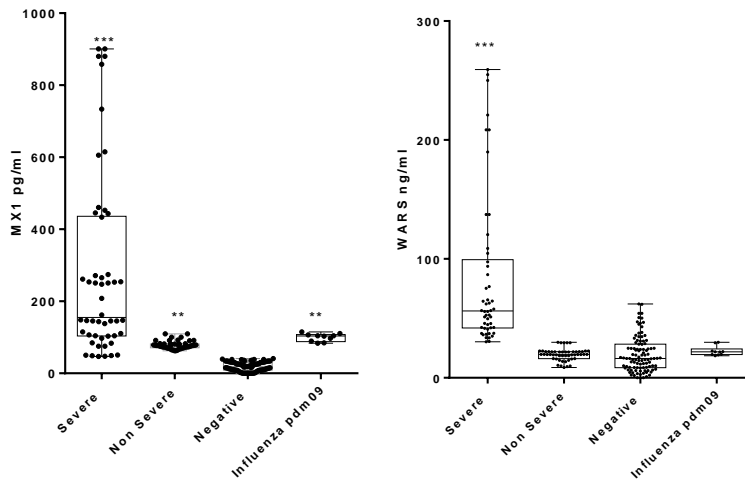 1000
***
800
600
400
**
**
200
0
MX1 pg/ml
Severe
Non Severe
Negative
Influenza pdm09
300
***
200
100
0
WARS ng/ml
Severe
Non Severe
Negative
Influenza pdm09